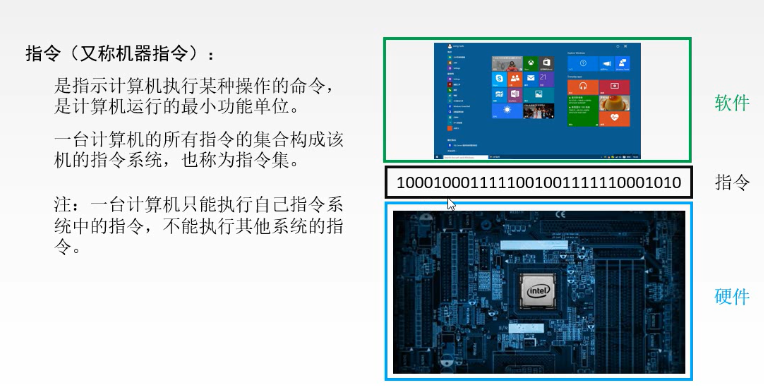 指令（又称机器指令）：
是指示计算机执行某种操作的命令，
是计算机运行的最小功能单位。
一台计算机的所有指令的集合构成该
机的指令系统，也称为指令集。
注：一台计算机只能执行自己指令系
统中的指令，不能执行其他系统的指
令。
软件
10001000111110010011111110001010
指令
intel
硬件